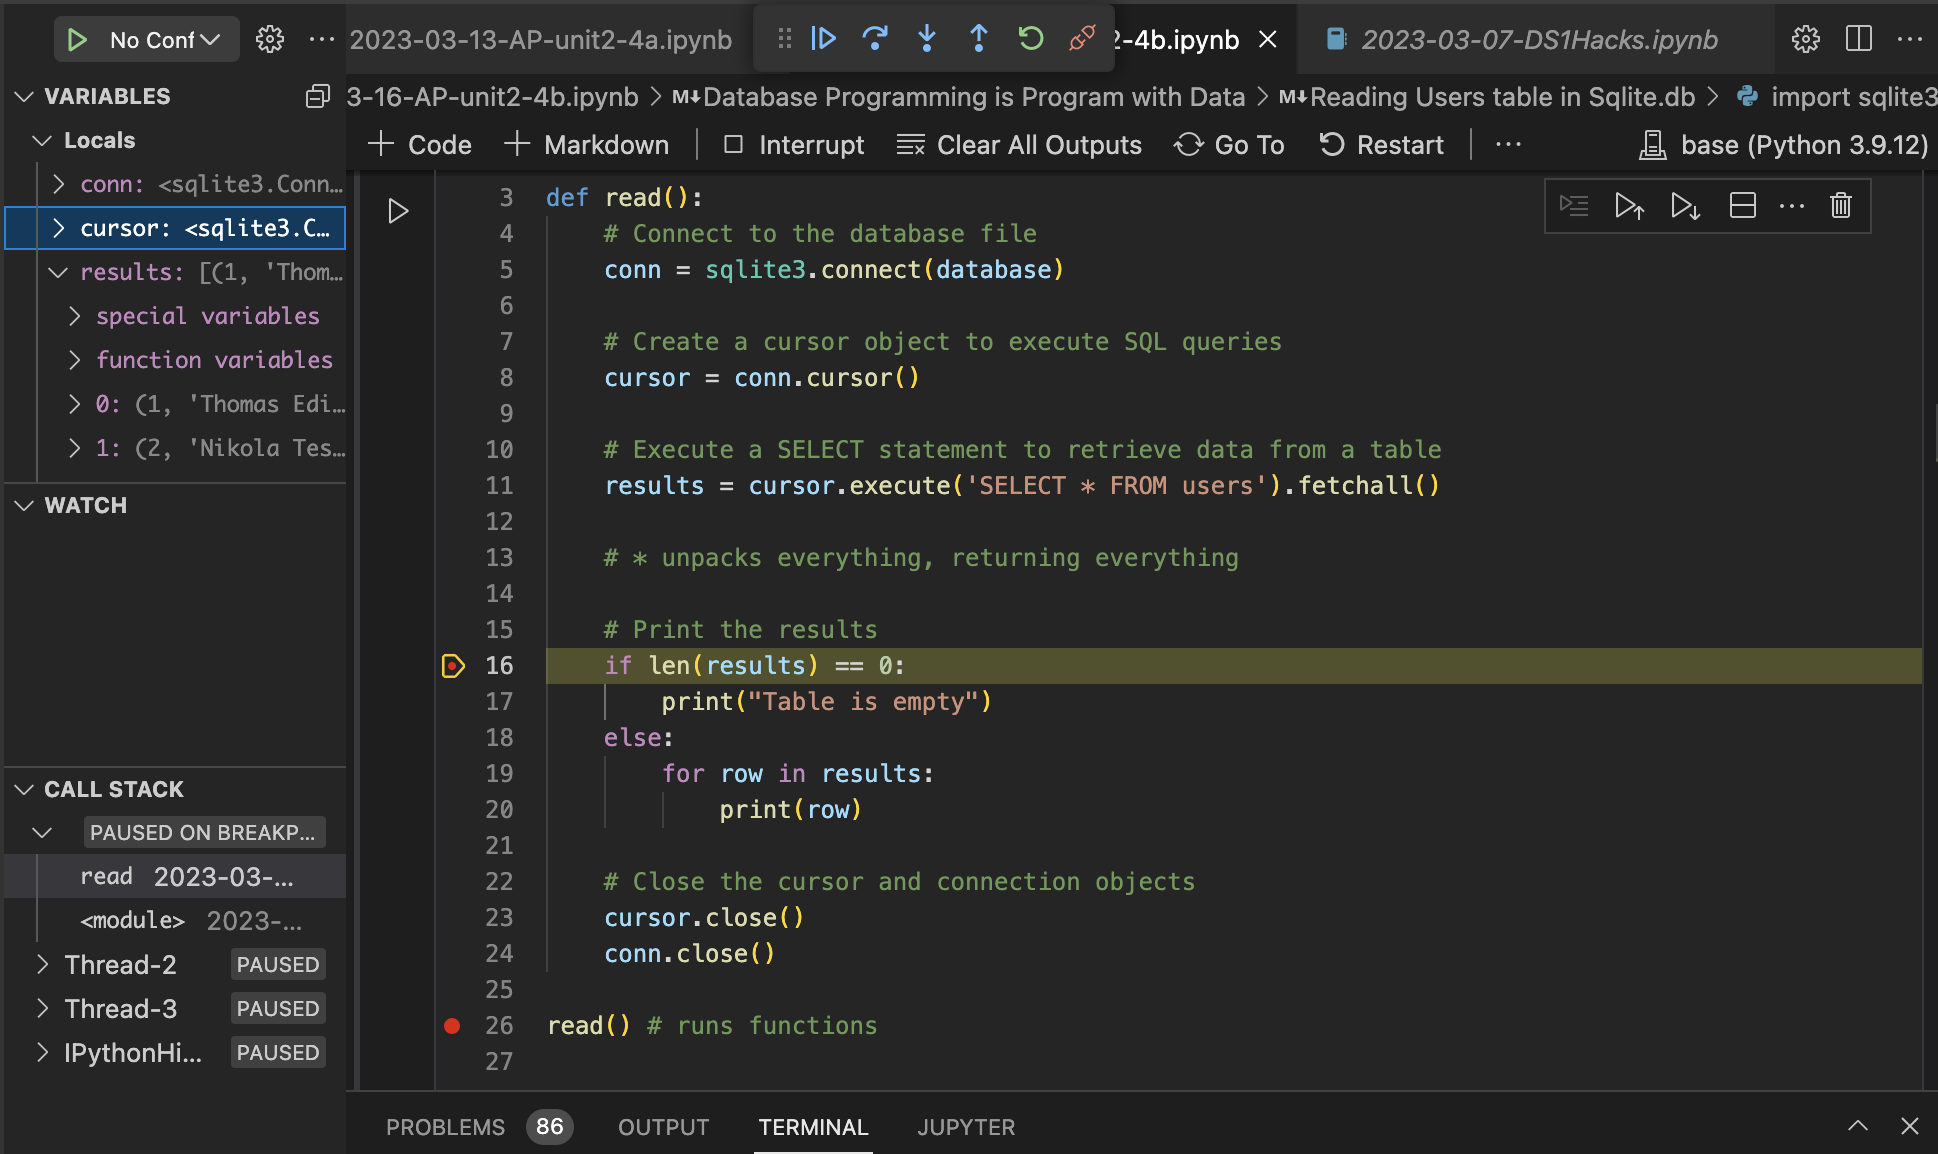 No Conf
2023-03-13-AP-unit2-4a.ipynb
2-4b.ipynb
2023-03-07-DS1Hacks.ipynb
VARIABLES
3-16-AP-unit2-4b.ipynb > M↓Database Programming is Program with Data > M↓Reading Users table in Sqlite.db > import sqlite3
Locals
Code Markdown Interrupt Clear All Outputs Go To Restart ... base (Python 3.9.12)
conn: <sqlite3.Conn...
cursor: <sqlite3.C...
results: [(1, 'Thom...
special variables
function variables
0: (1, 'Thomas Edi...
1: (2, 'Nikola Tes...
WATCH
CALL STACK
PAUSED ON BREAKP...
read 2023-03-...
<module> 2023-...
Thread-2 PAUSED
Thread-3 PAUSED
IPythonHi... PAUSED
3 def read():
4 # Connect to the database file
5 conn = sqlite3.connect(database)
6
7 # Create a cursor object to execute SQL queries
8 cursor = conn.cursor()
9
10 # Execute a SELECT statement to retrieve data from a table
11 results = cursor.execute('SELECT * FROM users').fetchall()
12
13 # * unpacks everything, returning everything
14
15 # Print the results
16 if len(results) == 0:
17 print("Table is empty")
18 else:
19 for row in results:
20 print(row)
21
22 # Close the cursor and connection objects
23 cursor.close()
24 conn.close()
25
26 read() # runs functions
27
PROBLEMS 86 OUTPUT TERMINAL JUPYTER